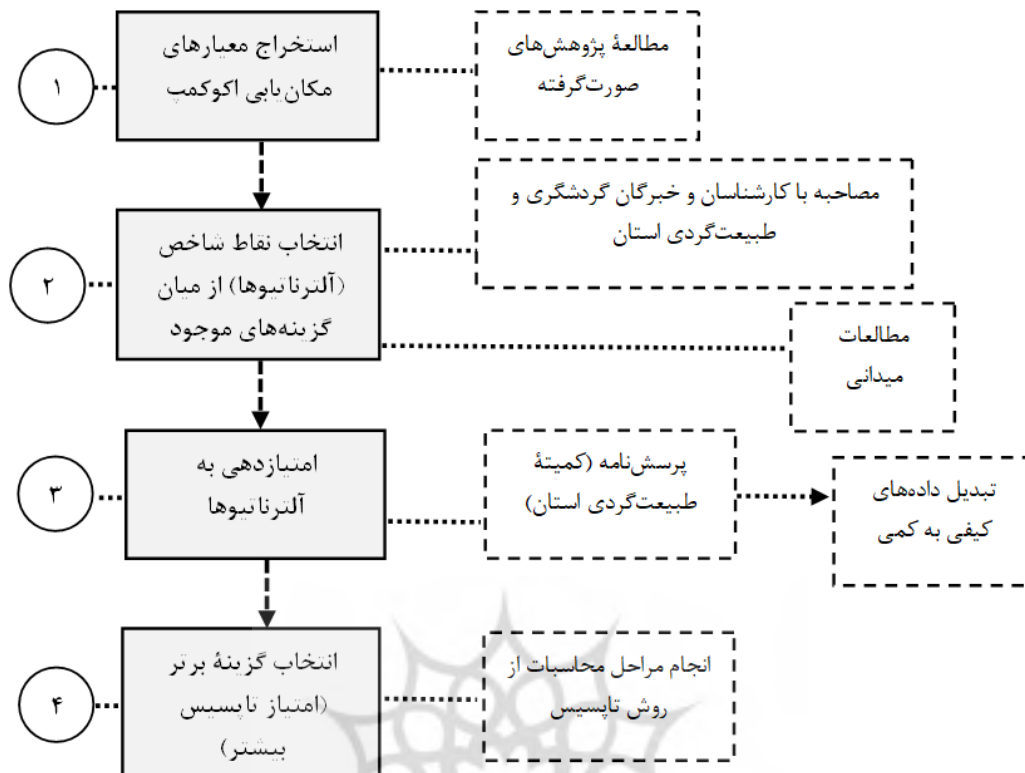 ۱
استخراج معیارهای
مکان‌یابی اکوکمپ
مطالعهٔ پژوهش‌های
صورت‌گرفته
۲
انتخاب نقاط شاخص
(آلترناتیوها) از میان
گزینه‌های موجود
مصاحبه با کارشناسان و خبرگان گردشگری و
طبیعت‌گردی استان
مطالعات
میدانی
۳
امتیازدهی به
آلترناتیوها
پرسش‌نامه (کمیتهٔ
طبیعت‌گردی استان)
تبدیل داده‌های
کیفی به کمی
۴
انتخاب گزینهٔ برتر
(امتیاز تاپسیس
بیشتر)
انجام مراحل محاسبات از
روش تاپسیس